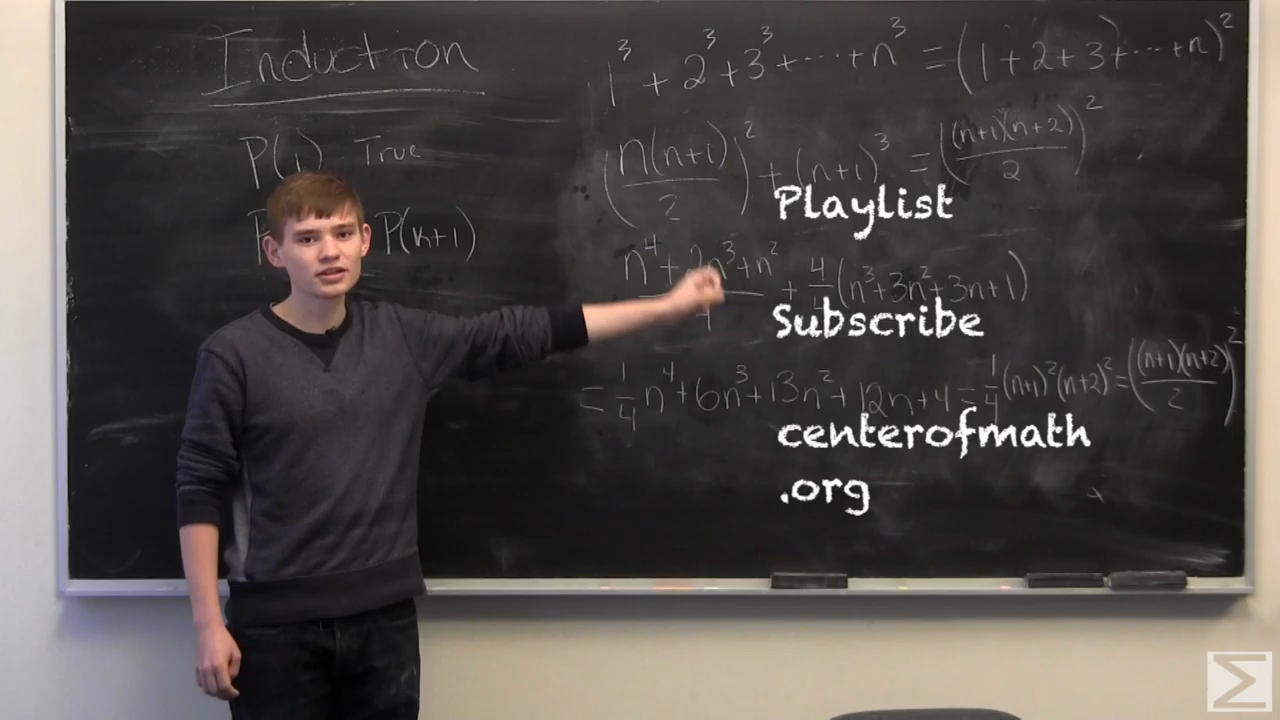 Induction
P(1) True
P(k+1)
1³ + 2³ + 3³ + ⋯ + n³ = (1 + 2 + 3 + ⋯ + n)²
(n(n+1)/2)² + (n+1)³ = ((n+1)(n+2)/2)²
Playlist
n⁴ + 2n³ + n² / 4 + 4/4 (n³ + 3n² + 3n + 1)
Subscribe
= 1/4 n⁴ + 6n³ + 13n² + 12n + 4 = 1/4 (n+1)² (n+2)² = ((n+1)(n+2)/2)²
centerofmath
.org
Σ